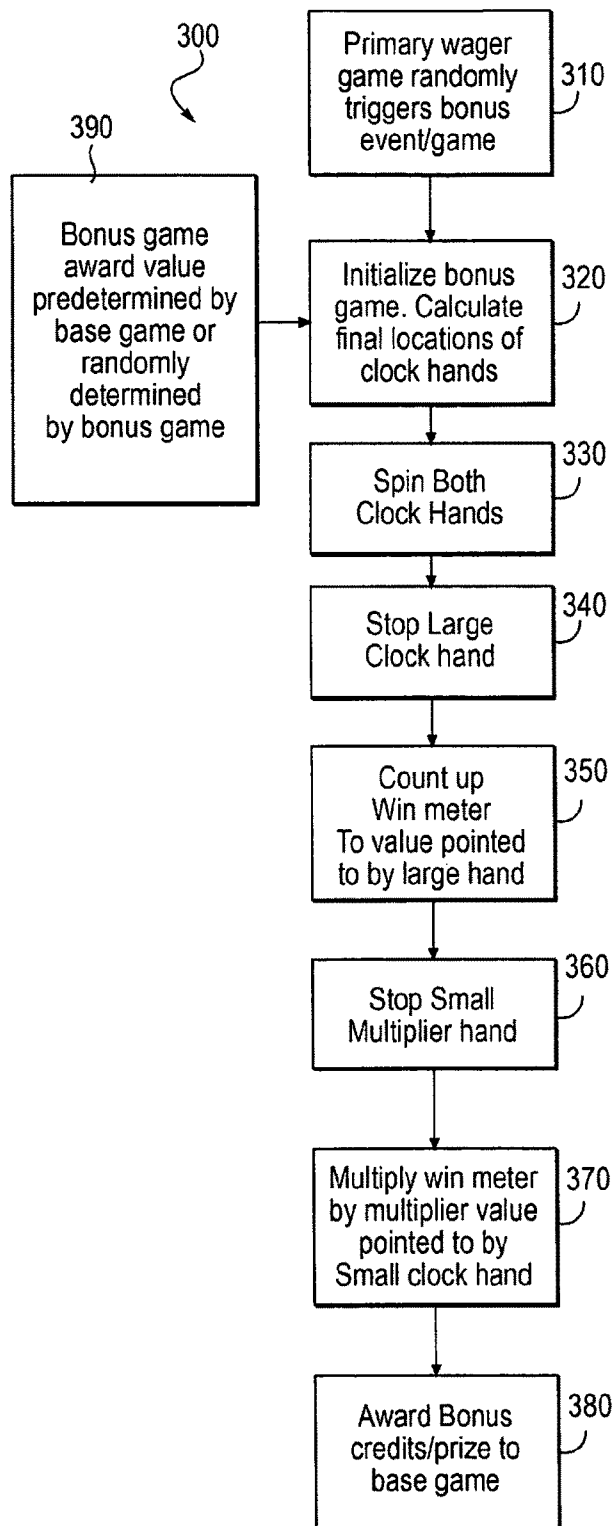 300
Primary wager
game randomly
triggers bonus
event/game
310
390
Bonus game
award value
predetermined by
base game or
randomly
determined
by bonus game
Initialize bonus
game. Calculate
final locations of
clock hands
320
Spin Both
Clock Hands
330
Stop Large
Clock hand
340
Count up
Win meter
To value pointed
to by large hand
350
Stop Small
Multiplier hand
360
Multiply win meter
by multiplier value
pointed to by
Small clock hand
370
Award Bonus
credits/prize to
base game
380